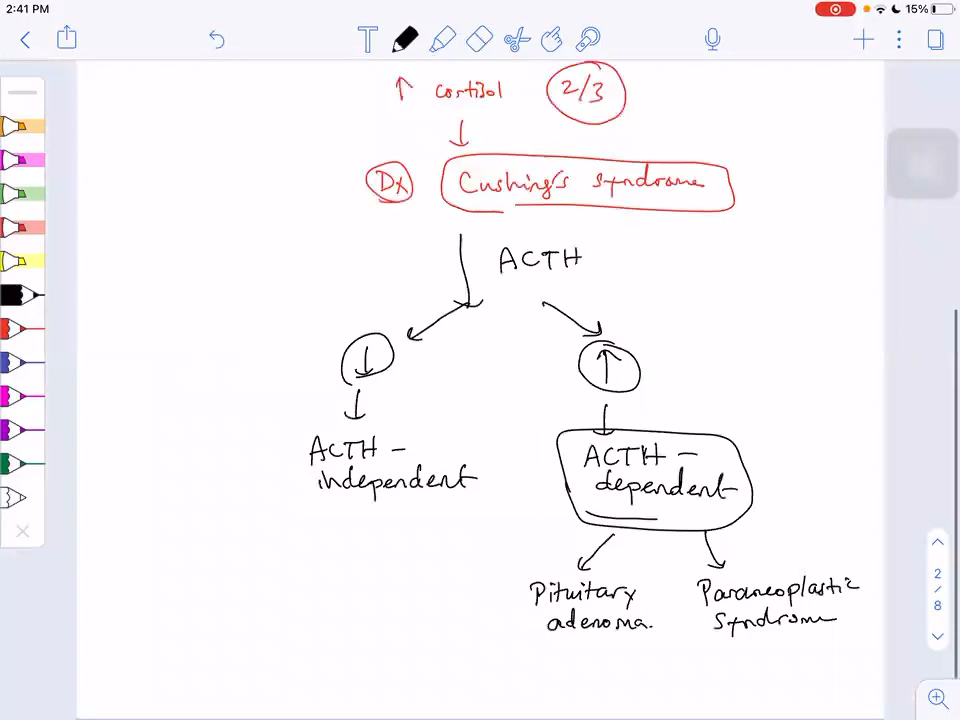 2:41 PM
15%
T
↑ cortisol 2/3
↓
Dx Cushing's syndrome
ACTH
↓ ↑
ACTH - independent
ACTH - dependent
Pituitary adenoma.
Paraneoplastic syndrome
2
/
8